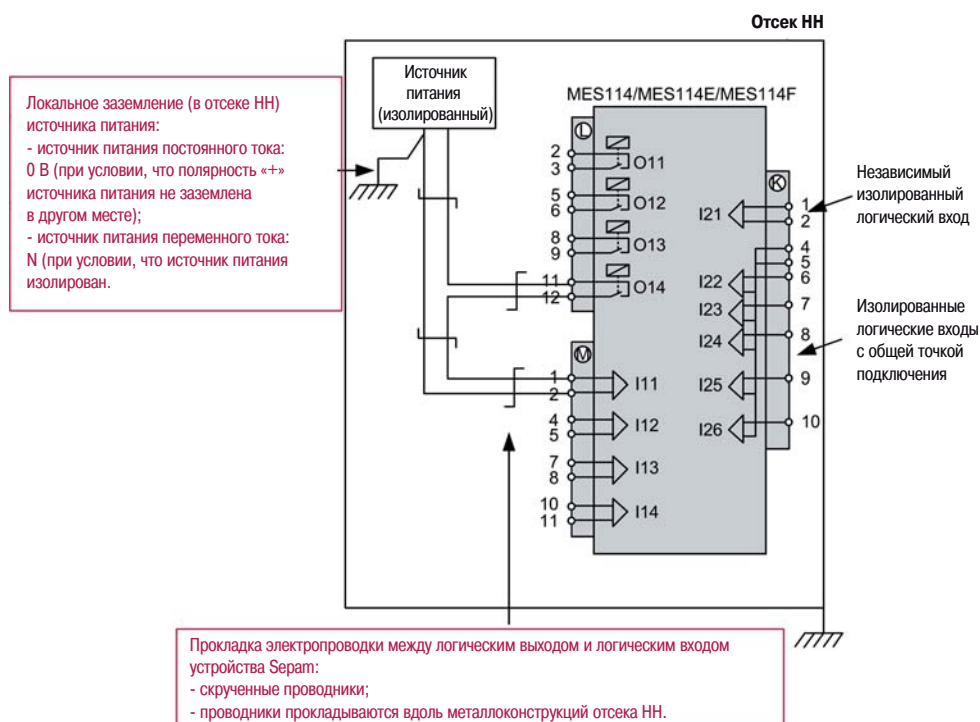 Отсек НН
Источник
питания
(изолированный)
Локальное заземление (в отсеке НН)
источника питания:
- источник питания постоянного тока:
0 В (при условии, что полярность «+»
источника питания не заземлена
в другом месте);
- источник питания переменного тока:
N (при условии, что источник питания
изолирован.
MES114/MES114E/MES114F
L
2
3
O11
5
6
O12
8
9
O13
11
12
O14
M
1
2
I11
4
5
I12
7
8
I13
10
11
I14
K
I21
1
2
4
5
6
I22
7
I23
8
I24
9
I25
10
I26
Независимый
изолированный
логический вход
Изолированные
логические входы
с общей точкой
подключения
Прокладка электропроводки между логическим выходом и логическим входом
устройства Sepam:
- скрученные проводники;
- проводники прокладываются вдоль металлоконструкций отсека НН.